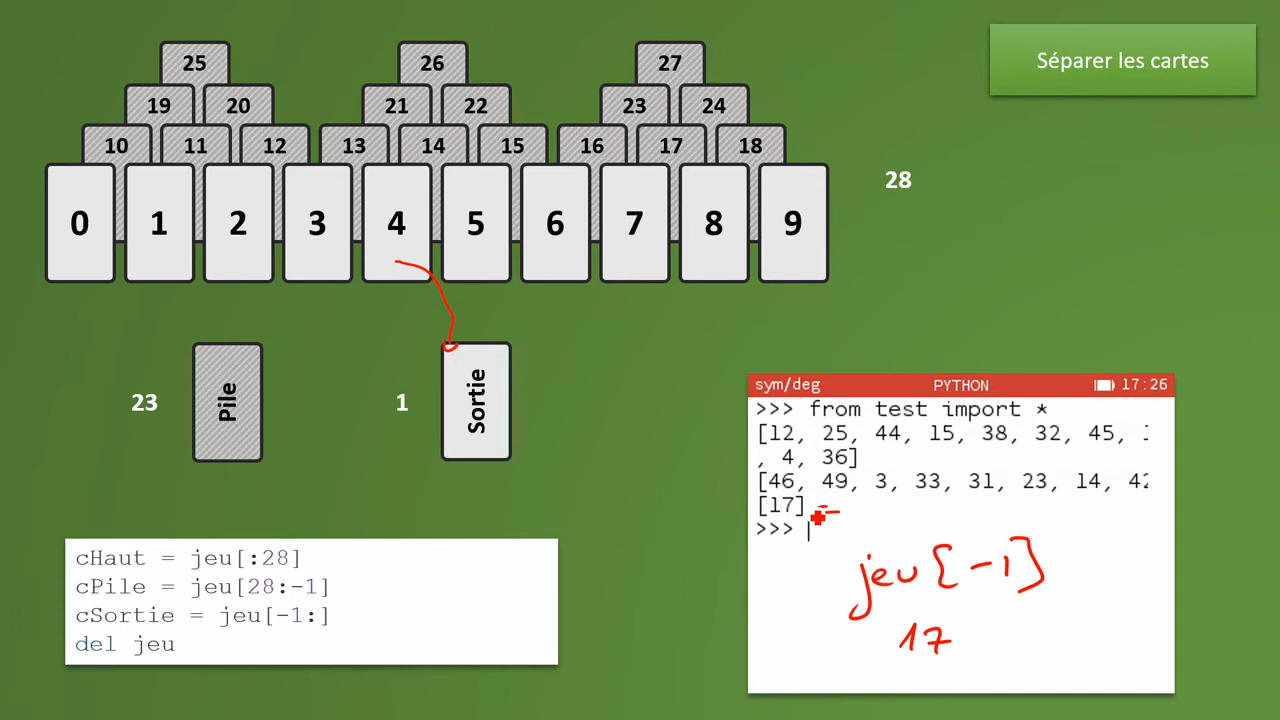 Séparer les cartes
25 26 27
19 20 21 22 23 24
10 11 12 13 14 15 16 17 18
0 1 2 3 4 5 6 7 8 9
28
23
Pile
1
Sortie
cHaut = jeu[:28]
cPile = jeu[28:-1]
cSortie = jeu[-1:]
del jeu
sym/deg PYTHON 17:26
>>> from test import *
[12, 25, 44, 15, 38, 32, 45,
, 4, 36]
[46, 49, 3, 33, 31, 23, 14, 42
[17]
>>>
jeu[-1]
17